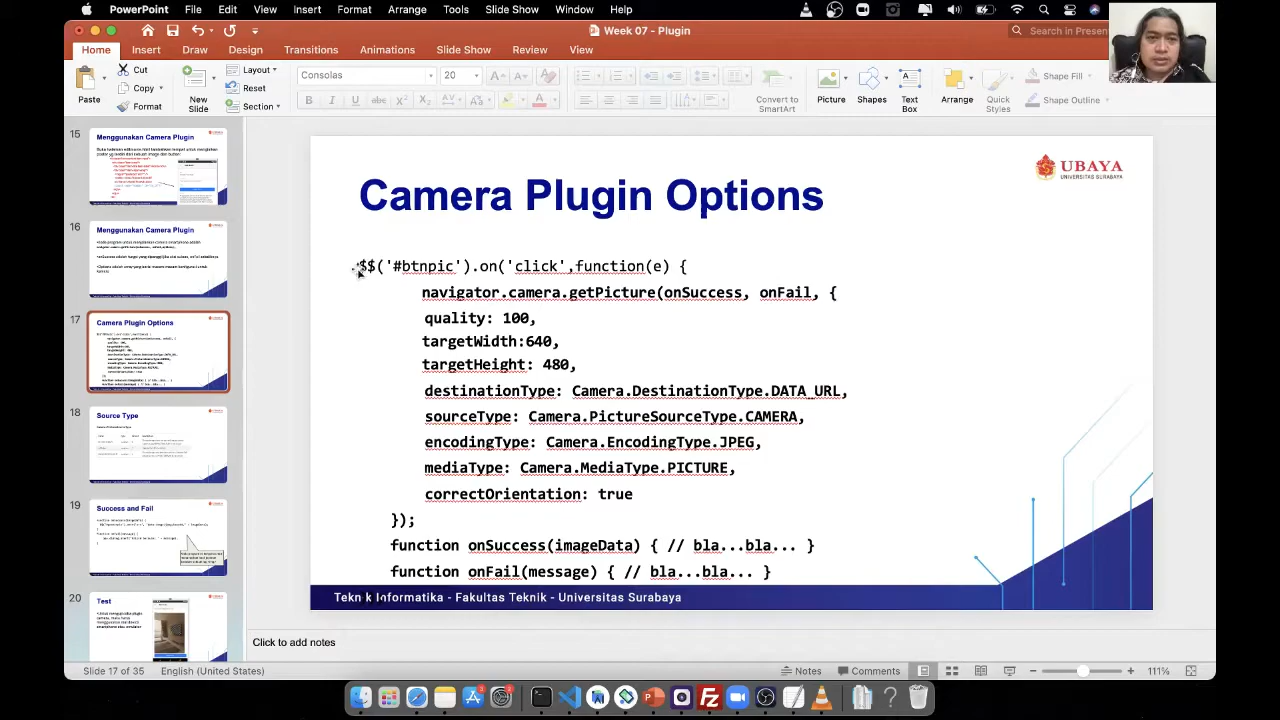 PowerPoint File Edit View Insert Format Arrange Tools Slide Show Window Help
Week 07 - Plugin
Search in Presen
Home Insert Draw Design Transitions Animations Slide Show Review View
Paste
Cut
Copy
Format
New Slide
Layout
Reset
Section
Consolas 20
B I U abc
Convert to SmartArt
Picture
Shapes
Text Box
Arrange
Quick Styles
Shape Fill
Shape Outline
15
Menggunakan Camera Plugin
16
Menggunakan Camera Plugin
17
Camera Plugin Options
18
Source Type
19
Success and Fail
20
Test
UBAYA
UNIVERSITAS SURABAYA
Camera Plugin Options
$$('#btnpic').on('click',function(e) {
navigator.camera.getPicture(onSuccess, onFail, {
quality: 100,
targetWidth:640,
targetHeight: 480,
destinationType: Camera.DestinationType.DATA_URL,
sourceType: Camera.PictureSourceType.CAMERA,
encodingType: Camera.EncodingType.JPEG,
mediaType: Camera.MediaType.PICTURE,
correctOrientation: true
});
function onSuccess(imageData) { // bla...bla... }
function onFail(message) { // bla...bla... }
Teknik Informatika - Fakultas Teknik - Universitas Surabaya
Click to add notes
Slide 17 of 35 English (United States)
Notes Comments 111%